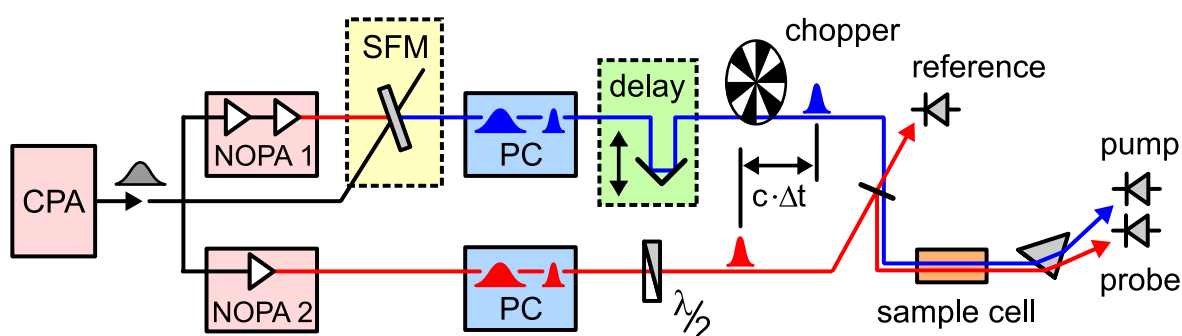 SFM
chopper
reference
delay
NOPA 1
PC
pump
CPA
c·Δt
NOPA 2
PC
λ/2
sample cell
probe